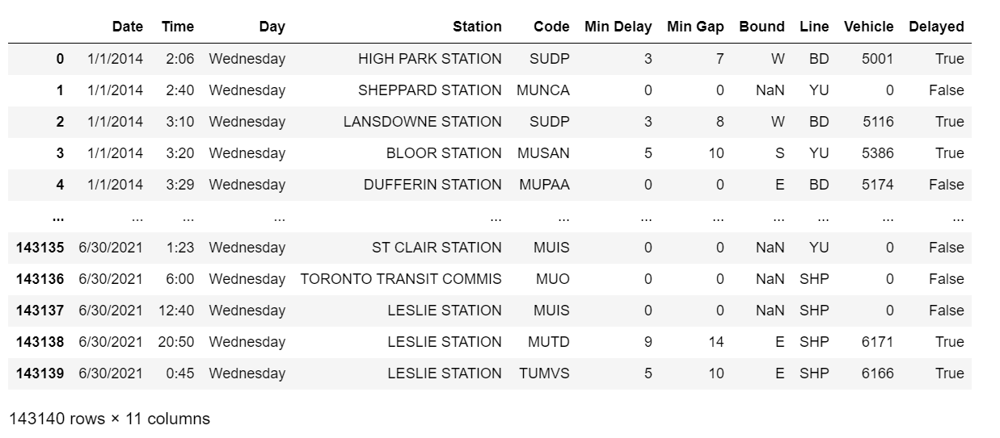 Date Time Day Station Code Min Delay Min Gap Bound Line Vehicle Delayed
0 1/1/2014 2:06 Wednesday HIGH PARK STATION SUDP 3 7 W BD 5001 True
1 1/1/2014 2:40 Wednesday SHEPPARD STATION MUNCA 0 0 NaN YU 0 False
2 1/1/2014 3:10 Wednesday LANSDOWNE STATION SUDP 3 8 W BD 5116 True
3 1/1/2014 3:20 Wednesday BLOOR STATION MUSAN 5 10 S YU 5386 True
4 1/1/2014 3:29 Wednesday DUFFERIN STATION MUPAA 0 0 E BD 5174 False
... ... ... ... ... ... ... ... ... ... ... ...
143135 6/30/2021 1:23 Wednesday ST CLAIR STATION MUIS 0 0 NaN YU 0 False
143136 6/30/2021 6:00 Wednesday TORONTO TRANSIT COMMIS MUO 0 0 NaN SHP 0 False
143137 6/30/2021 12:40 Wednesday LESLIE STATION MUIS 0 0 NaN SHP 0 False
143138 6/30/2021 20:50 Wednesday LESLIE STATION MUTD 9 14 E SHP 6171 True
143139 6/30/2021 0:45 Wednesday LESLIE STATION TUMVS 5 10 E SHP 6166 True
143140 rows × 11 columns